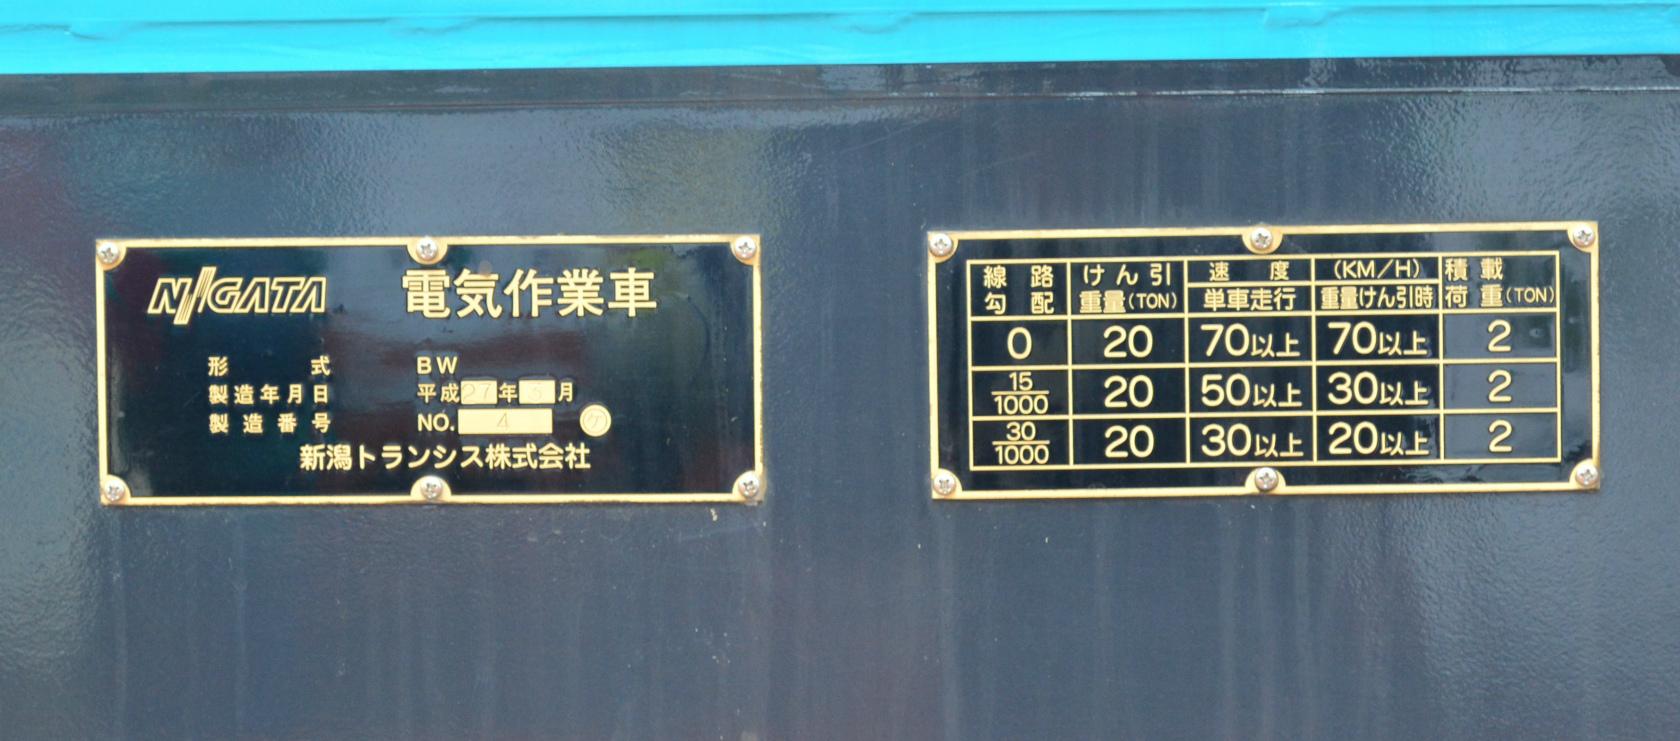 NIIGATA 電気作業車
形式 BW
製造年月日 平成27年3月
製造番号 NO. 4 ケ
新潟トランシス株式会社
線路勾配 けん引重量(TON) 速度(KM/H) 積載荷重(TON)
単車走行 重量けん引時
0 20 70以上 70以上 2
15/1000 20 50以上 30以上 2
30/1000 20 30以上 20以上 2